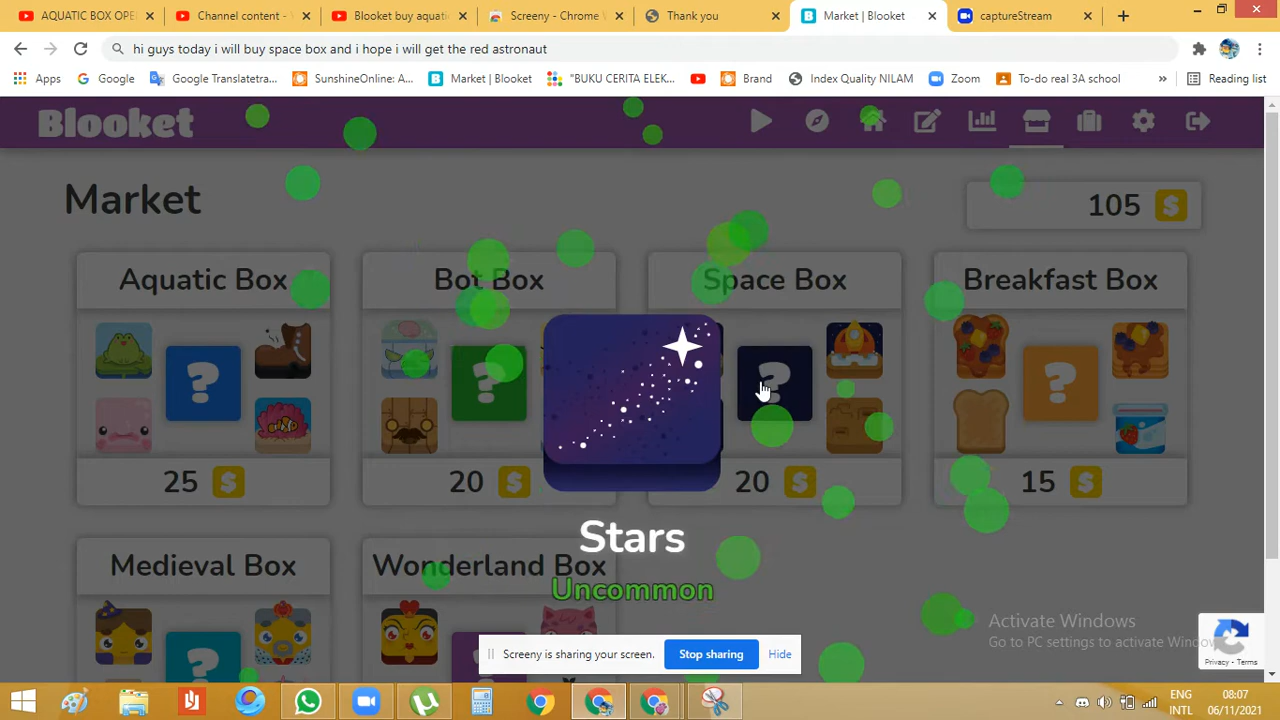 AQUATIC BOX OPE
Channel content -
Blooket buy aquati
Screeny - Chrome
Thank you
Market | Blooket
captureStream
hi guys today i will buy space box and i hope i will get the red astronaut
Apps
Google
Google Translatetra...
SunshineOnline: A...
Market | Blooket
"BUKU CERITA ELEK...
Brand
Index Quality NILAM
Zoom
To-do real 3A school
»
Reading list
Blooket
Market
105
Aquatic Box
Bot Box
Space Box
Breakfast Box
25
20
20
15
Stars
Uncommon
Medieval Box
Wonderland Box
Activate Windows
Go to PC settings to activate Window
Privacy - Terms
Screeny is sharing your screen.
Stop sharing
Hide
ENG
INTL
08:07
06/11/2021